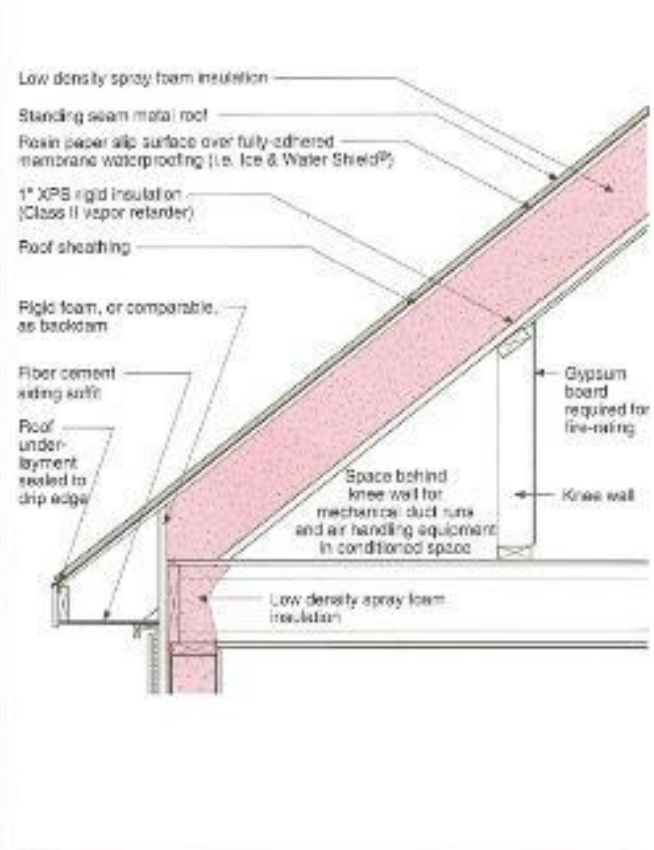 Low density spray foam insulation
Standing seam metal roof
Rosin paper slip surface over fully-adhered
membrane waterproofing (i.e. Ice & Water Shield®)
1" XPS rigid insulation
(Class II vapor retarder)
Roof sheathing
Rigid foam, or comparable,
as backdam
Fiber cement
siding soffit
Roof
under-
layment
sealed to
drip edge
Gypsum
board
required for
fire-rating
Space behind
knee wall for
mechanical duct runs
and air handling equipment
in conditioned space
Knee wall
Low density spray foam
insulation